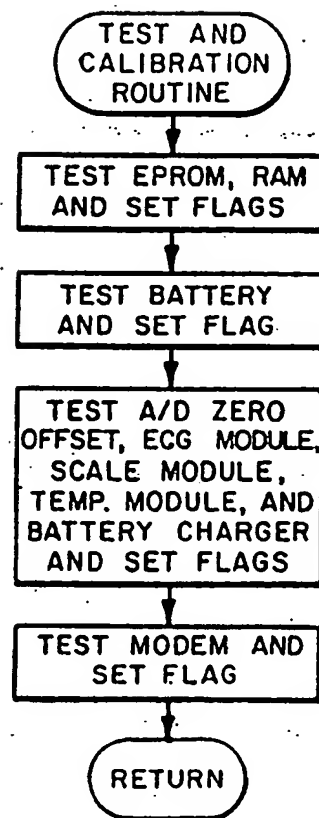 TEST AND
CALIBRATION
ROUTINE
TEST EPROM, RAM
AND SET FLAGS
TEST BATTERY
AND SET FLAG
TEST A/D ZERO
OFFSET, ECG MODULE,
SCALE MODULE,
TEMP. MODULE, AND
BATTERY CHARGER
AND SET FLAGS
TEST MODEM AND
SET FLAG
RETURN